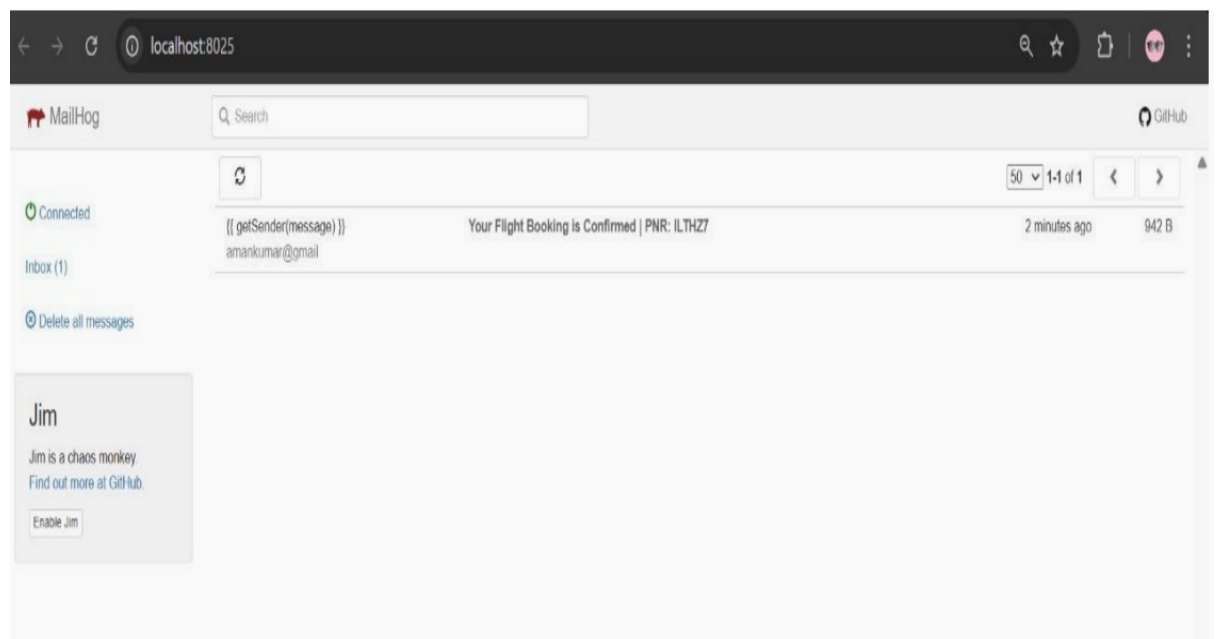 localhost:8025
MailHog
Search
GitHub
50 1-1 of 1
Connected
{{ getSender(message) }} Your Flight Booking is Confirmed | PNR: ILTHZ7 2 minutes ago 942 B
amankumar@gmail
Inbox (1)
Delete all messages
Jim
Jim is a chaos monkey.
Find out more at GitHub.
Enable Jim